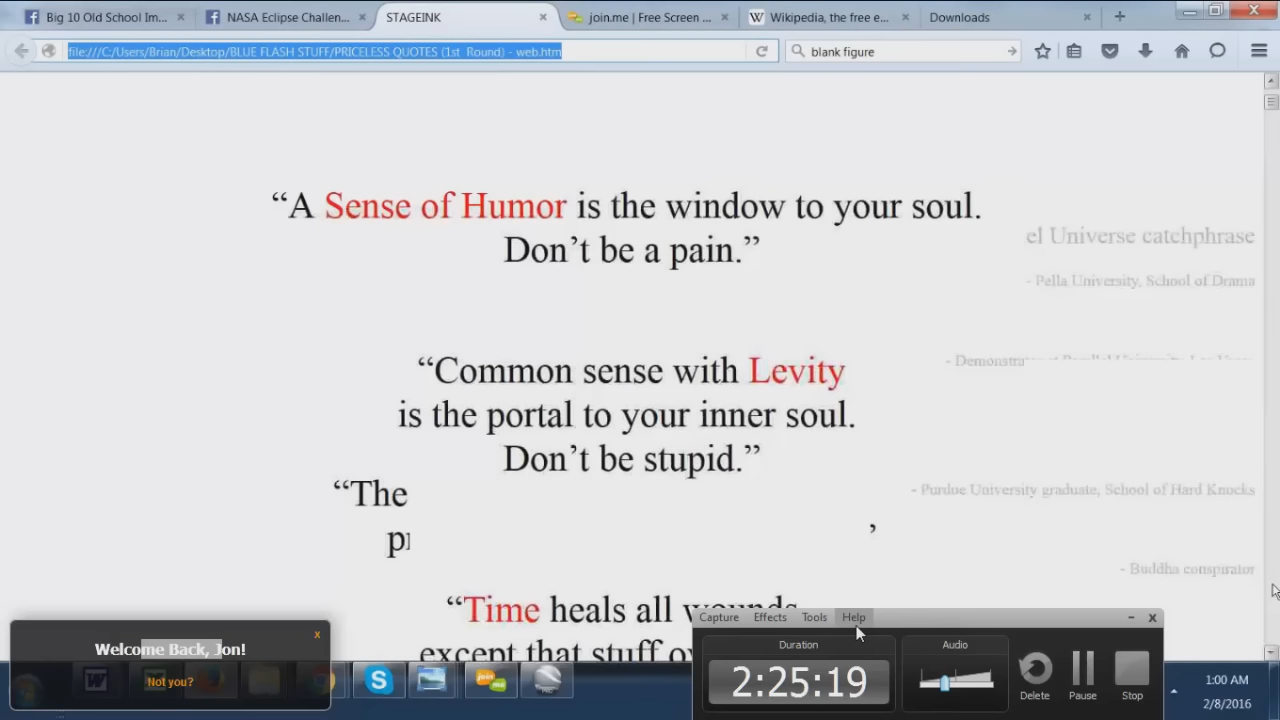 Big 10 Old School Im...
NASA Eclipse Challen...
STAGEINK
join.me | Free Screen ...
Wikipedia, the free e...
Downloads
file:///C:/Users/Brian/Desktop/BLUE FLASH STUFF/PRICELESS QUOTES (1st Round) - web.htm
blank figure
“A Sense of Humor is the window to your soul.
Don’t be a pain.”
el Universe catchphrase
- Pella University, School of Drama
“Common sense with Levity
is the portal to your inner soul.
Don’t be stupid.”
- Purdue University graduate, School of Hard Knocks
“The
- Buddha conspirator
“Time heals all wounds
except that stuff
Welcome Back, Jon!
x
Not you?
Capture Effects Tools Help
Duration
2:25:19
Audio
Delete
Pause
Stop
1:00 AM
2/8/2016